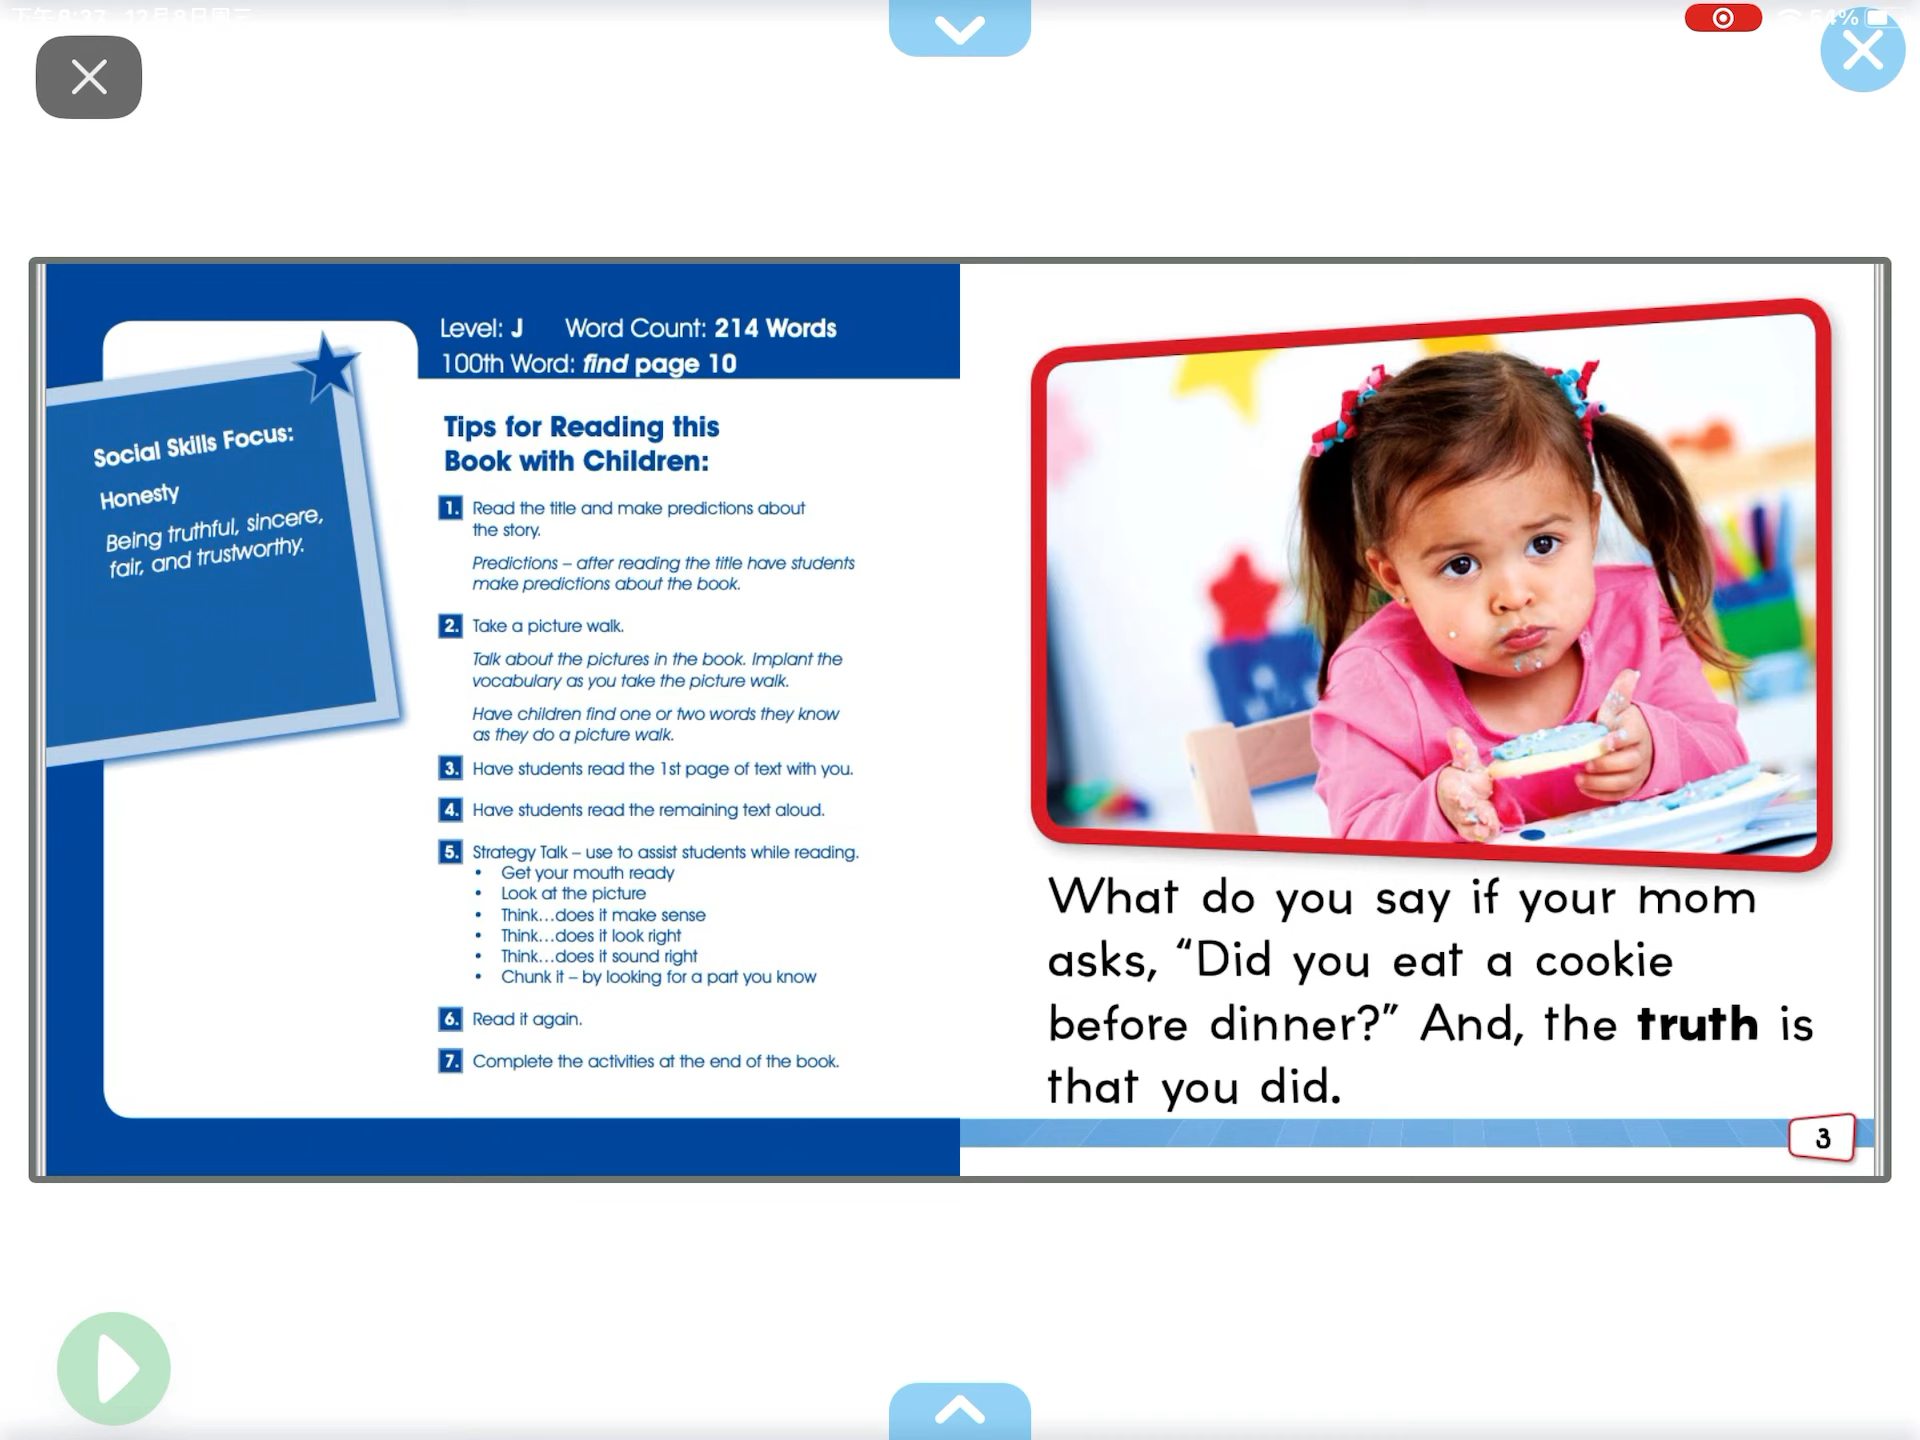 54%
Level: J Word Count: 214 Words
100th Word: find page 10
Social Skills Focus:
Honesty
Being truthful, sincere,
fair, and trustworthy.
Tips for Reading this
Book with Children:
1. Read the title and make predictions about
the story.
Predictions – after reading the title have students
make predictions about the book.
2. Take a picture walk.
Talk about the pictures in the book. Implant the
vocabulary as you take the picture walk.
Have children find one or two words they know
as they do a picture walk.
3. Have students read the 1st page of text with you.
4. Have students read the remaining text aloud.
5. Strategy Talk – use to assist students while reading.
• Get your mouth ready
• Look at the picture
• Think...does it make sense
• Think...does it look right
• Think...does it sound right
• Chunk it – by looking for a part you know
6. Read it again.
7. Complete the activities at the end of the book.
What do you say if your mom
asks, “Did you eat a cookie
before dinner?” And, the truth is
that you did.
3